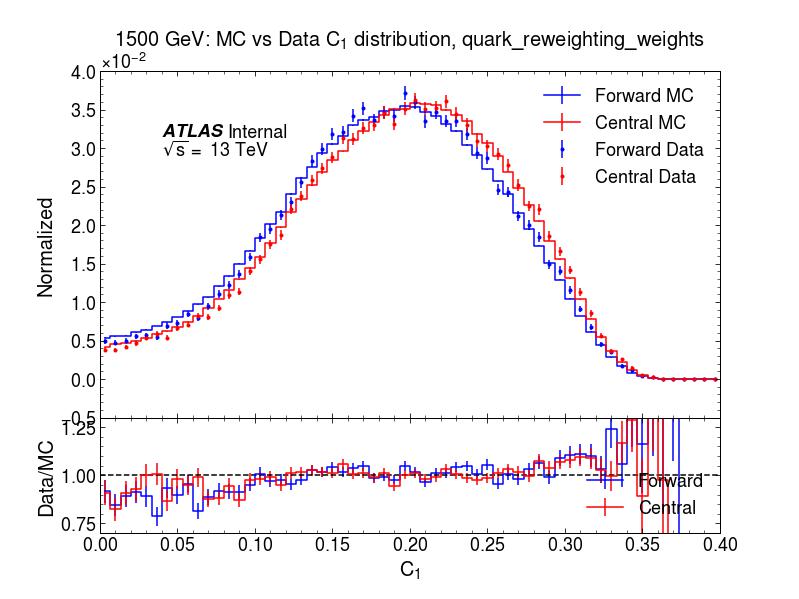 1500 GeV: MC vs Data C₁ distribution, quark_reweighting_weights
×10⁻²
4.0
3.5
3.0
2.5
2.0
1.5
1.0
0.5
0.0
−0.5
Normalized
ATLAS Internal
√s = 13 TeV
Forward MC
Central MC
Forward Data
Central Data
1.25
1.00
0.75
Data/MC
Forward
Central
0.00 0.05 0.10 0.15 0.20 0.25 0.30 0.35 0.40
C₁